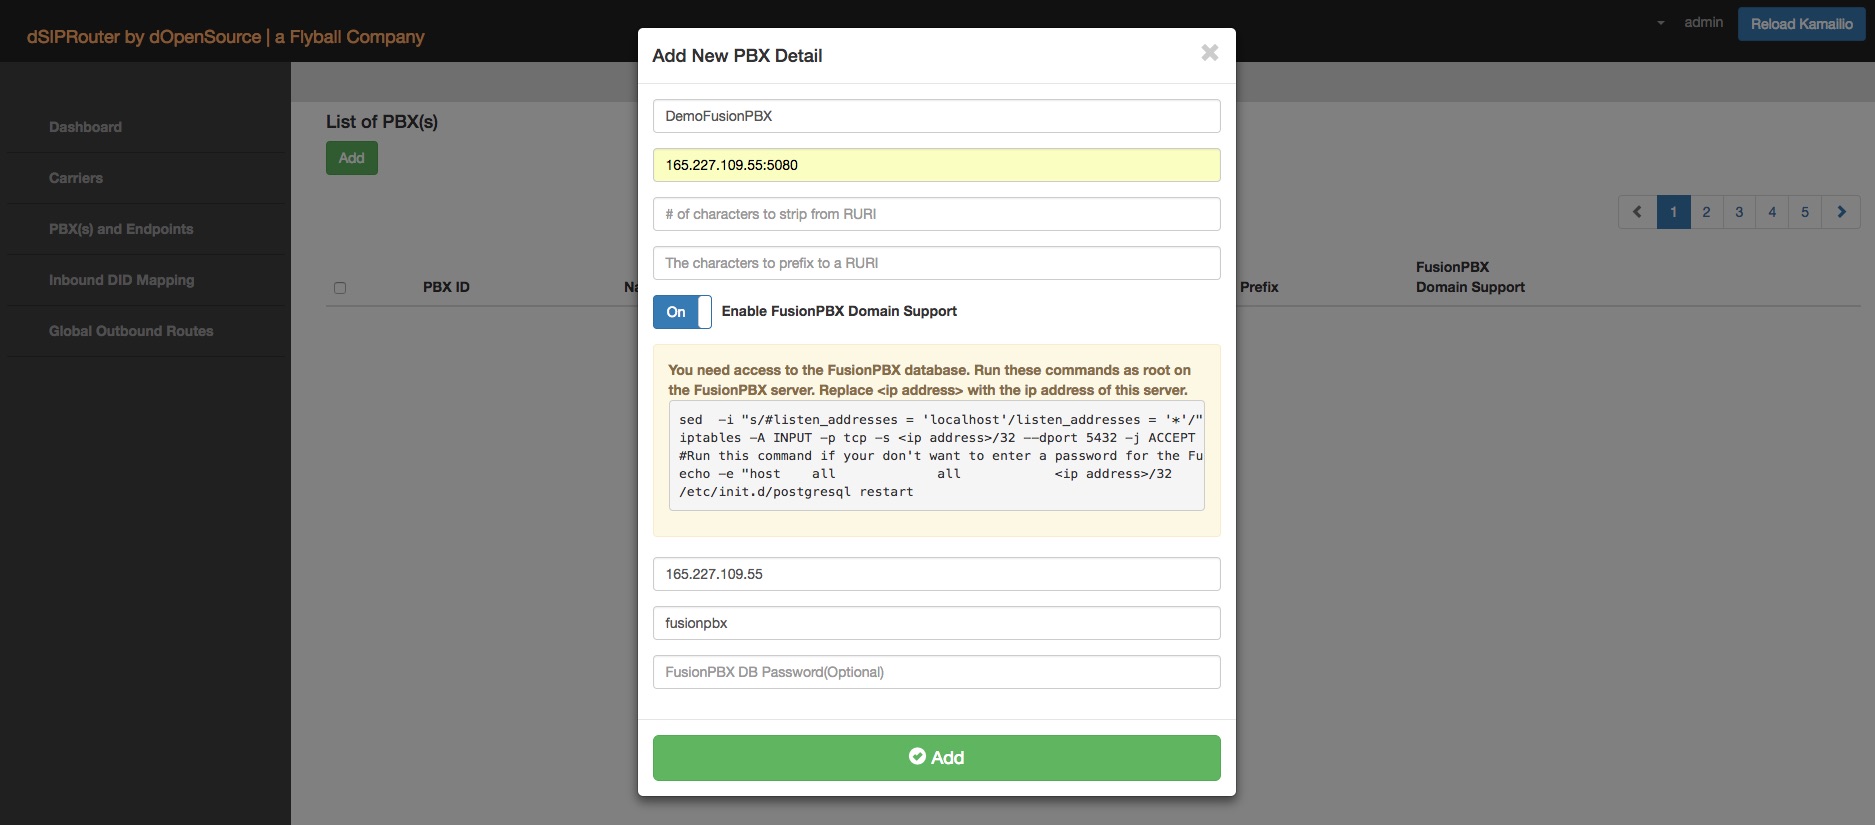 dSIPRouter by dOpenSource | a Flyball Company
admin
Reload Kamailio
Dashboard
Carriers
PBX(s) and Endpoints
Inbound DID Mapping
Global Outbound Routes
List of PBX(s)
Add
1 2 3 4 5
PBX ID
Na
Prefix
FusionPBX
Domain Support
Add New PBX Detail
DemoFusionPBX
165.227.109.55:5080
# of characters to strip from RURI
The characters to prefix to a RURI
On Enable FusionPBX Domain Support
You need access to the FusionPBX database. Run these commands as root on
the FusionPBX server. Replace <ip address> with the ip address of this server.
sed  -i "s/#listen_addresses = 'localhost'/listen_addresses = '*'/"
iptables -A INPUT -p tcp -s <ip address>/32 --dport 5432 -j ACCEPT
#Run this command if your don't want to enter a password for the Fu
echo -e "host    all             all             <ip address>/32
/etc/init.d/postgresql restart
165.227.109.55
fusionpbx
FusionPBX DB Password(Optional)
Add